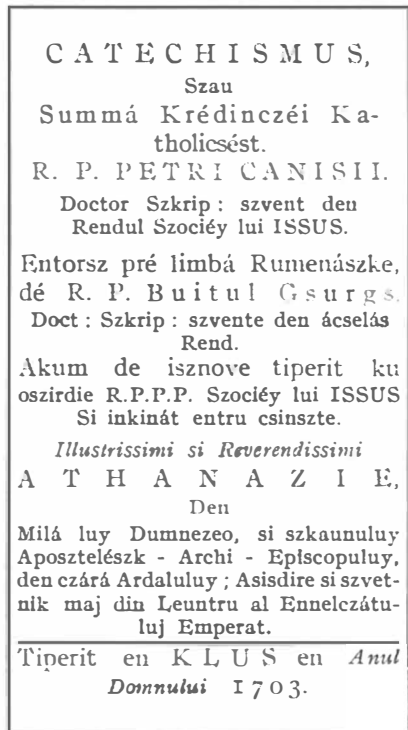 CATECHISMUS,
Szau
Summá Krédinczéi Ka-
tholicsést.
R. P. PETRI CANISII.
Doctor Szkrip : szvent den
Rendul Szociéy lui ISSUS.
Entorsz pré limbá Rumenászke,
dé R. P. Buitul Gsurgs.
Doct : Szkrip : szvente den ácselás
Rend.
Akum de isznove tiperit ku
oszirdie R.P.P.P. Szociéy lui ISSUS
Si inkinát entru csinszte.
Illustrissimi si Reverendissimi
ATHANAZIE,
Den
Milá luy Dumnezeo, si szkaunuluy
Aposztelészk - Archi - Episcopuluy,
den czárá Ardaluluy ; Asisdire si szvet-
nik maj din Leuntru al Ennelczátu-
luj Emperat.
Tiperit en KLUS en Anul
Domnului 1703.